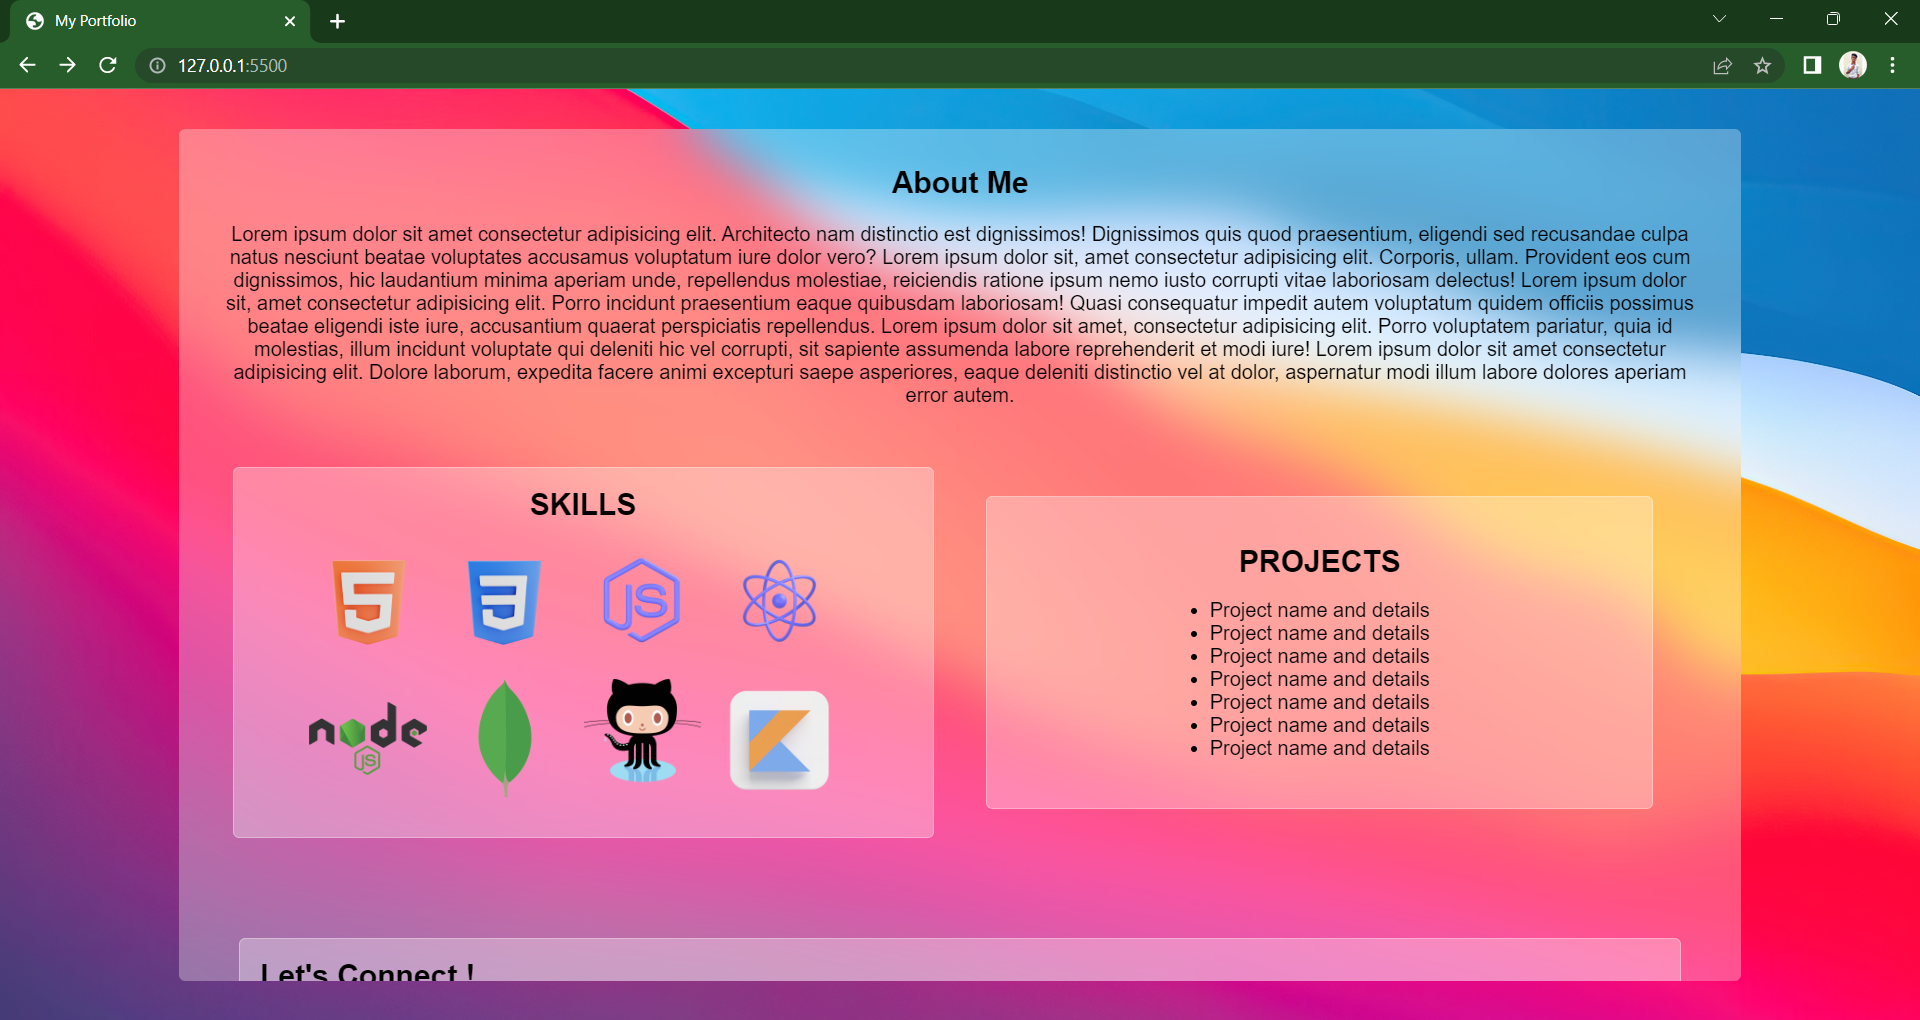 My Portfolio
127.0.0.1:5500
About Me
Lorem ipsum dolor sit amet consectetur adipisicing elit. Architecto nam distinctio est dignissimos! Dignissimos quis quod praesentium, eligendi sed recusandae culpa
natus nesciunt beatae voluptates accusamus voluptatum iure dolor vero? Lorem ipsum dolor sit, amet consectetur adipisicing elit. Corporis, ullam. Provident eos cum
dignissimos, hic laudantium minima aperiam unde, repellendus molestiae, reiciendis ratione ipsum nemo iusto corrupti vitae laboriosam delectus! Lorem ipsum dolor
sit, amet consectetur adipisicing elit. Porro incidunt praesentium eaque quibusdam laboriosam! Quasi consequatur impedit autem voluptatum quidem officiis possimus
beatae eligendi iste iure, accusantium quaerat perspiciatis repellendus. Lorem ipsum dolor sit amet, consectetur adipisicing elit. Porro voluptatem pariatur, quia id
molestias, illum incidunt voluptate qui deleniti hic vel corrupti, sit sapiente assumenda labore reprehenderit et modi iure! Lorem ipsum dolor sit amet consectetur
adipisicing elit. Dolore laborum, expedita facere animi excepturi saepe asperiores, eaque deleniti distinctio vel at dolor, aspernatur modi illum labore dolores aperiam
error autem.
SKILLS
5
3
JS
node
JS
PROJECTS
• Project name and details
• Project name and details
• Project name and details
• Project name and details
• Project name and details
• Project name and details
• Project name and details
Let's Connect !